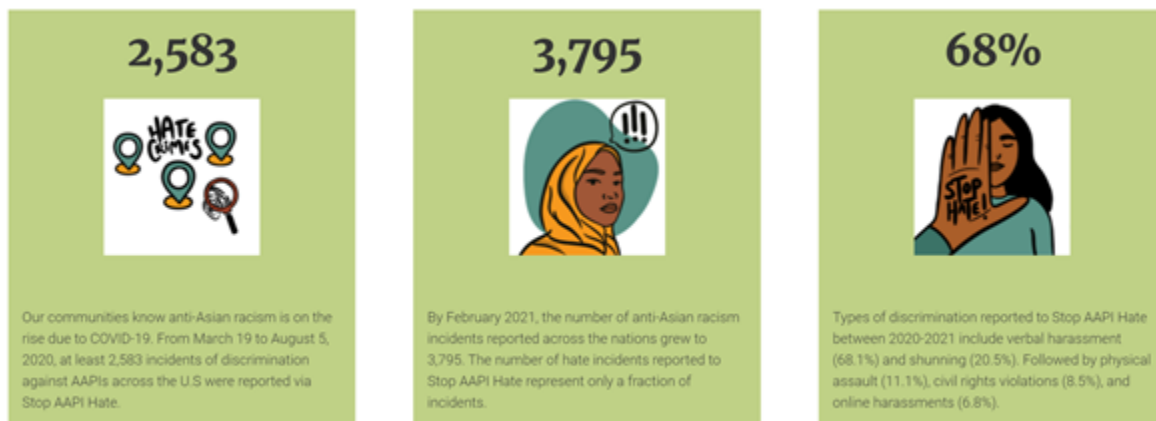 2,583
HATE
CRIMES
Our communities know anti-Asian racism is on the
rise due to COVID-19. From March 19 to August 5,
2020, at least 2,583 incidents of discrimination
against AAPIs across the U.S were reported via
Stop AAPI Hate.
3,795
!!!
By February 2021, the number of anti-Asian racism
incidents reported across the nations grew to
3,795. The number of hate incidents reported to
Stop AAPI Hate represent only a fraction of
incidents.
68%
STOP
HATE!
Types of discrimination reported to Stop AAPI Hate
between 2020-2021 include verbal harassment
(68.1%) and shunning (20.5%). Followed by physical
assault (11.1%), civil rights violations (8.5%), and
online harassments (6.8%).